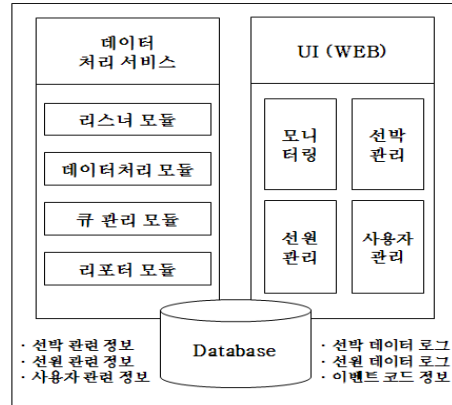 데이터
처리 서비스
리스너 모듈
데이터처리 모듈
큐 관리 모듈
리포터 모듈
UI (WEB)
모니
터링
선박
관리
선원
관리
사용자
관리
· 선박 관련 정보
· 선원 관련 정보
· 사용자 관련 정보
Database
· 선박 데이터 로그
· 선원 데이터 로그
· 이벤트 코드 정보